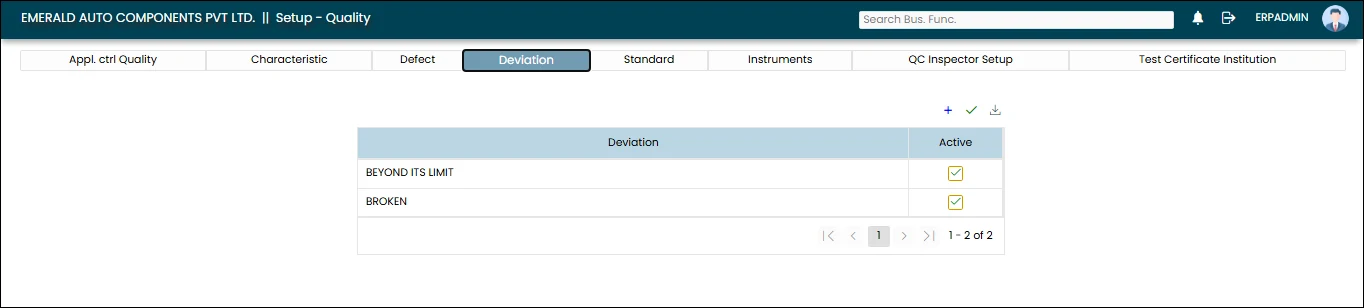 EMERALD AUTO COMPONENTS PVT LTD. || Setup - Quality
Search Bus. Func.
ERPADMIN
Appl. ctrl Quality
Characteristic
Defect
Deviation
Standard
Instruments
QC Inspector Setup
Test Certificate Institution
Deviation
Active
BEYOND ITS LIMIT
BROKEN
1
1 - 2 of 2